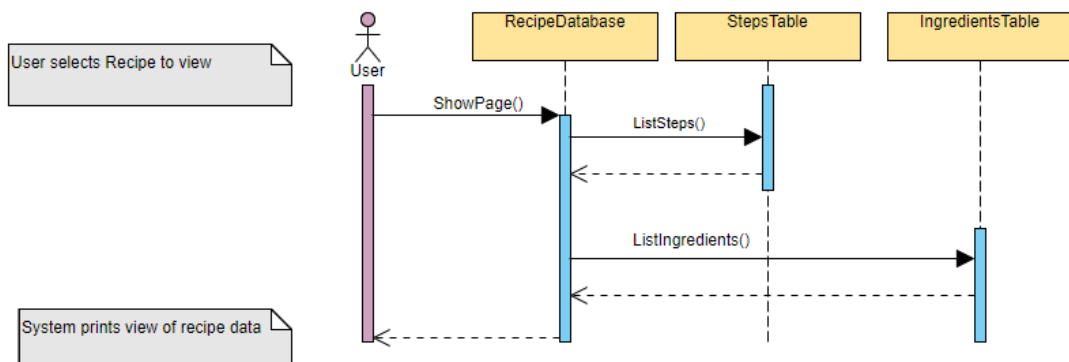 RecipeDatabase
StepsTable
IngredientsTable
User selects Recipe to view
User
ShowPage()
ListSteps()
ListIngredients()
System prints view of recipe data